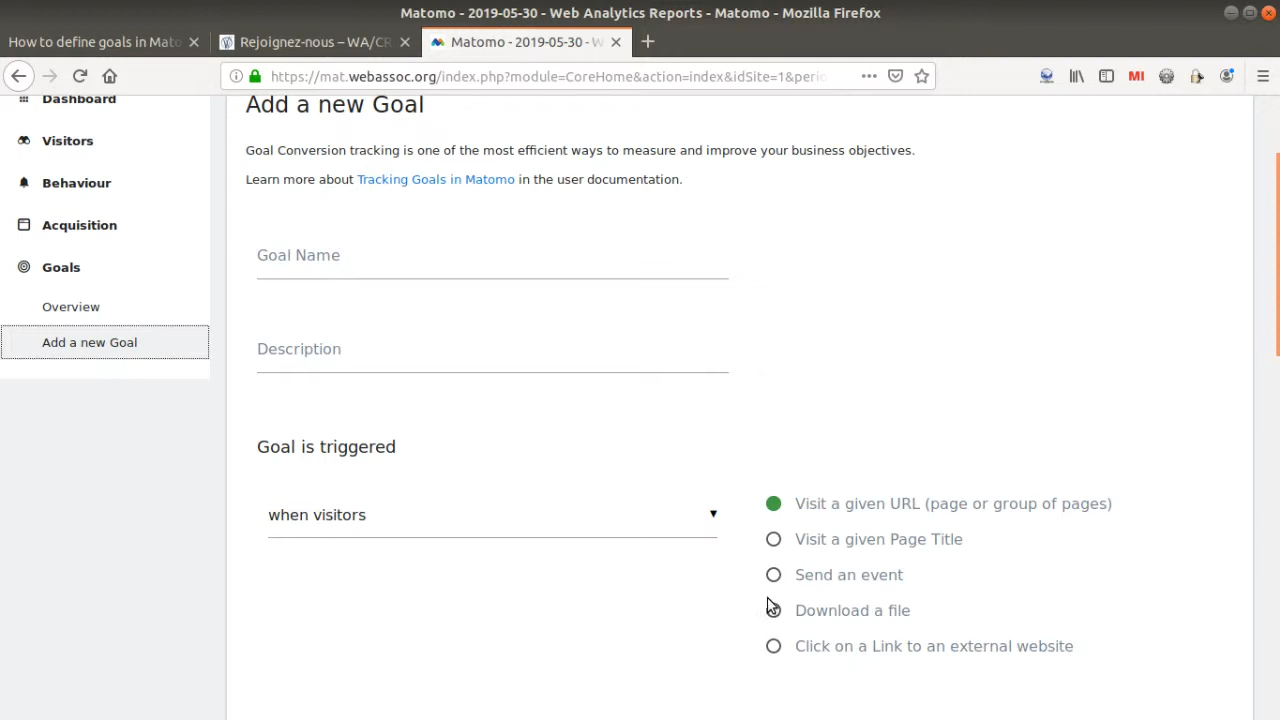 Matomo - 2019-05-30 - Web Analytics Reports - Matomo - Mozilla Firefox
How to define goals in Mato
Rejoignez-nous – WA/CR
Matomo - 2019-05-30 - W
https://mat.webassoc.org/index.php?module=CoreHome&action=index&idSite=1&perio
MI
Dashboard
Visitors
Behaviour
Acquisition
Goals
Overview
Add a new Goal
Add a new Goal
Goal Conversion tracking is one of the most efficient ways to measure and improve your business objectives.
Learn more about Tracking Goals in Matomo in the user documentation.
Goal Name
Description
Goal is triggered
when visitors
Visit a given URL (page or group of pages)
Visit a given Page Title
Send an event
Download a file
Click on a Link to an external website